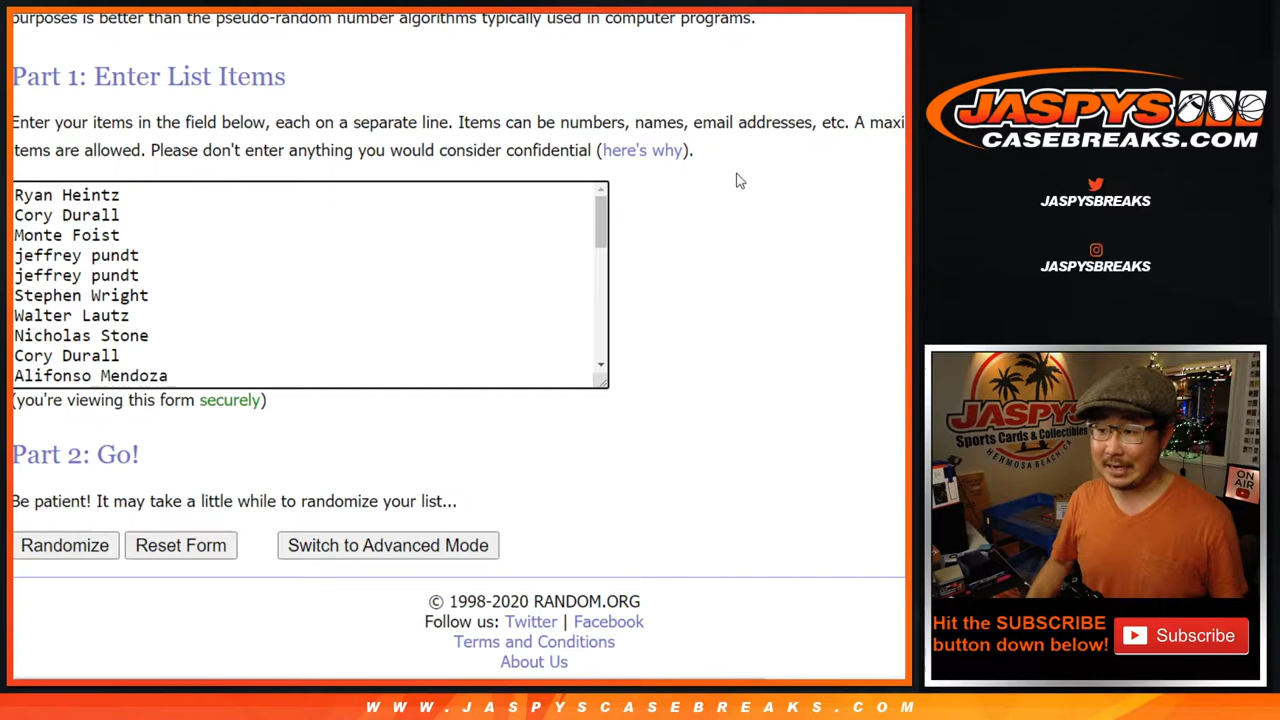 purposes is better than the pseudo-random number algorithms typically used in computer programs.
Part 1: Enter List Items
Enter your items in the field below, each on a separate line. Items can be numbers, names, email addresses, etc. A maxi
items are allowed. Please don't enter anything you would consider confidential (here's why).
Ryan Heintz
Cory Durall
Monte Foist
jeffrey pundt
jeffrey pundt
Stephen Wright
Walter Lautz
Nicholas Stone
Cory Durall
Alifonso Mendoza
(you're viewing this form securely)
Part 2: Go!
Be patient! It may take a little while to randomize your list...
Randomize
Reset Form
Switch to Advanced Mode
© 1998-2020 RANDOM.ORG
Follow us: Twitter | Facebook
Terms and Conditions
About Us
JASPYS
CASEBREAKS.COM
JASPYSBREAKS
JASPYSBREAKS
JASPYS
Sports Cards & Collectibles
HERMOSA BEACH CA
ON AIR
Hit the SUBSCRIBE
button down below!
Subscribe
WWW.JASPYSCASEBREAKS.COM